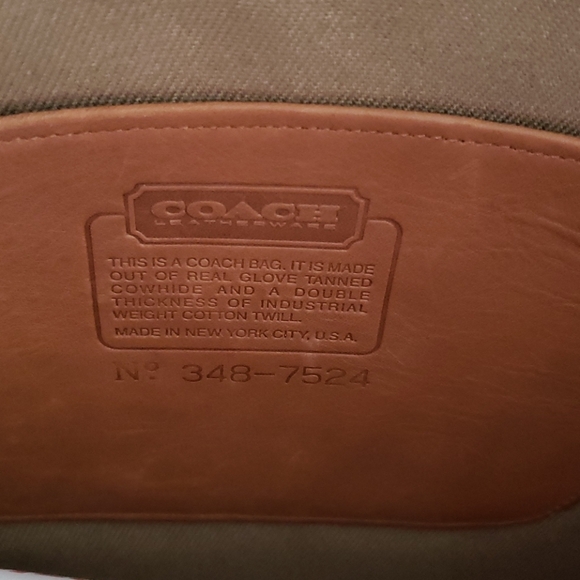 COACH
LEATHERWARE
THIS IS A COACH BAG. IT IS MADE
OUT OF REAL GLOVE TANNED
COWHIDE AND A DOUBLE
THICKNESS OF INDUSTRIAL
WEIGHT COTTON TWILL.
MADE IN NEW YORK CITY, U.S.A.
Nº 348-7524